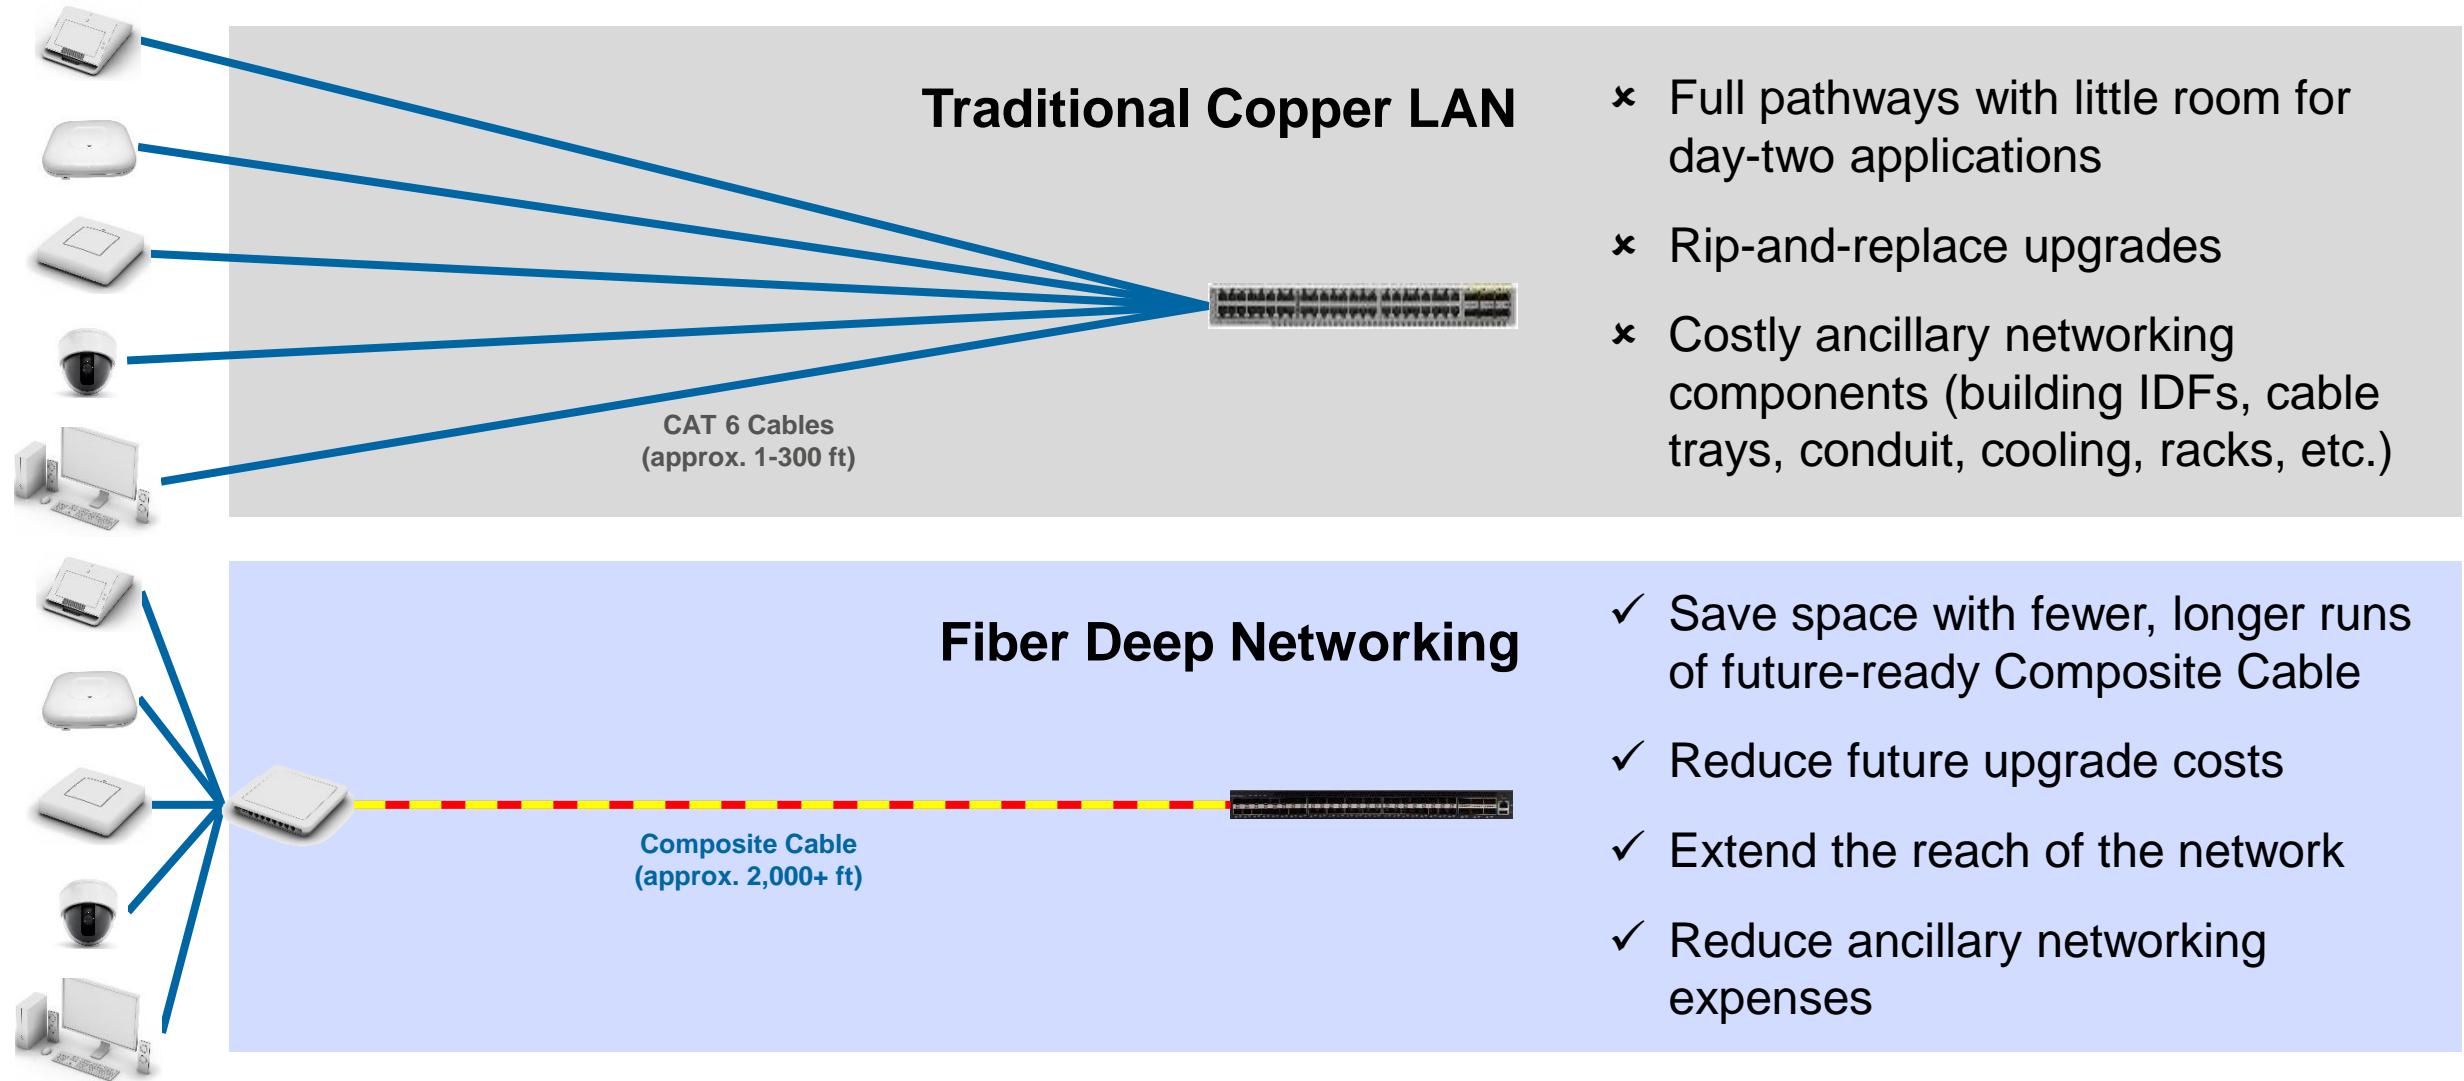 Traditional Copper LAN
× Full pathways with little room for
day-two applications
× Rip-and-replace upgrades
× Costly ancillary networking
components (building IDFs, cable
trays, conduit, cooling, racks, etc.)
CAT 6 Cables
(approx. 1-300 ft)
Fiber Deep Networking
✓ Save space with fewer, longer runs
of future-ready Composite Cable
✓ Reduce future upgrade costs
✓ Extend the reach of the network
✓ Reduce ancillary networking
expenses
Composite Cable
(approx. 2,000+ ft)